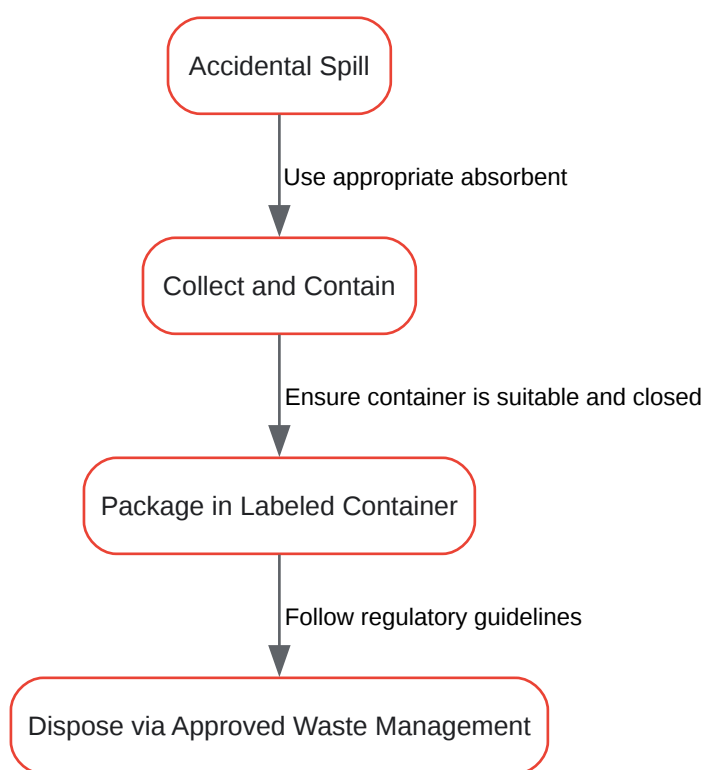 Accidental Spill
Use appropriate absorbent
Collect and Contain
Ensure container is suitable and closed
Package in Labeled Container
Follow regulatory guidelines
Dispose via Approved Waste Management